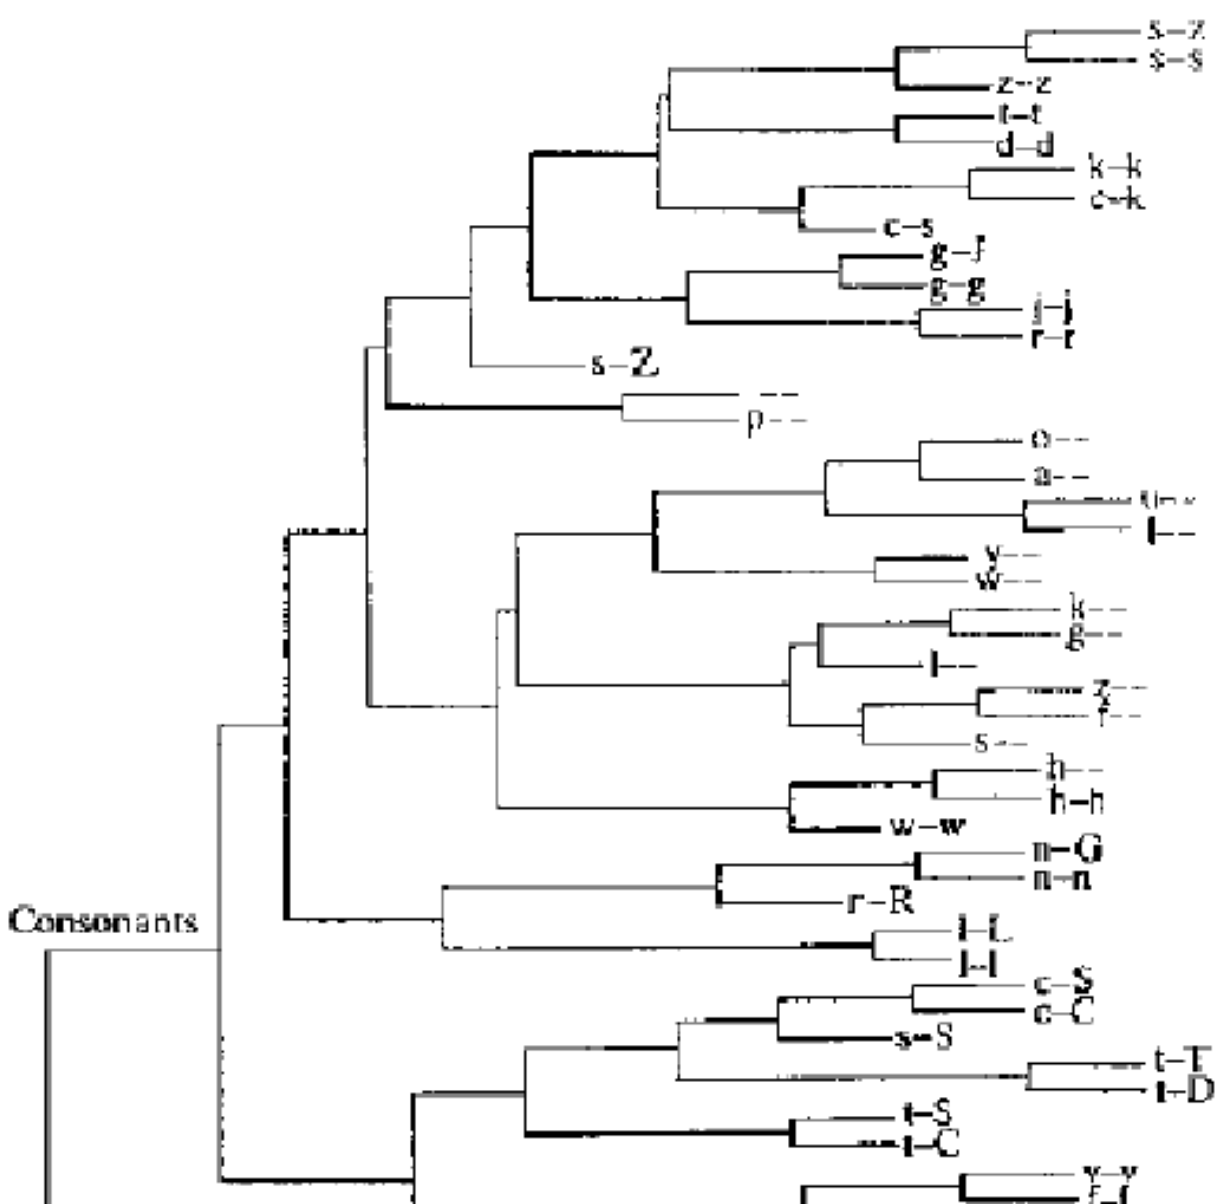 s-z
s-s
z-z
t-t
d-d
k-k
c-k
c-s
g-J
g-g
r-r
s-Z
--
p--
o--
a--
y--
w--
k--
g--
z--
s--
h--
h-h
w-w
n-G
n-n
r-R
l-L
l-l
Consonants
c-S
c-C
s-S
t-T
t-D
t-S
t-C
v-v